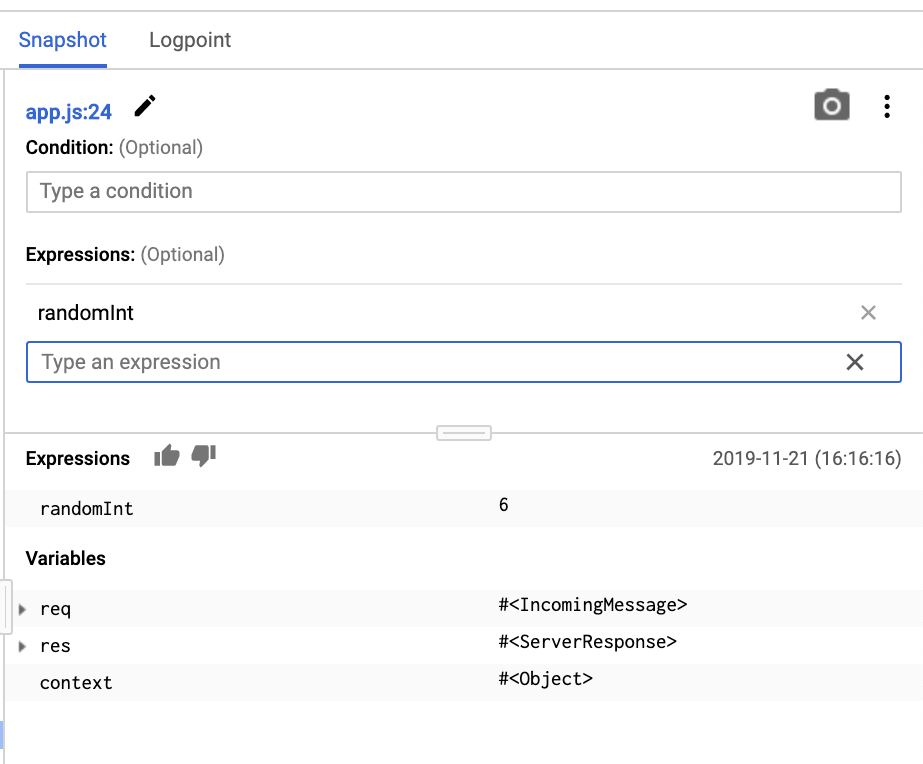 Snapshot Logpoint
app.js:24
Condition: (Optional)
Type a condition
Expressions: (Optional)
randomInt
Type an expression
Expressions 2019-11-21 (16:16:16)
randomInt 6
Variables
req #<IncomingMessage>
res #<ServerResponse>
context #<Object>